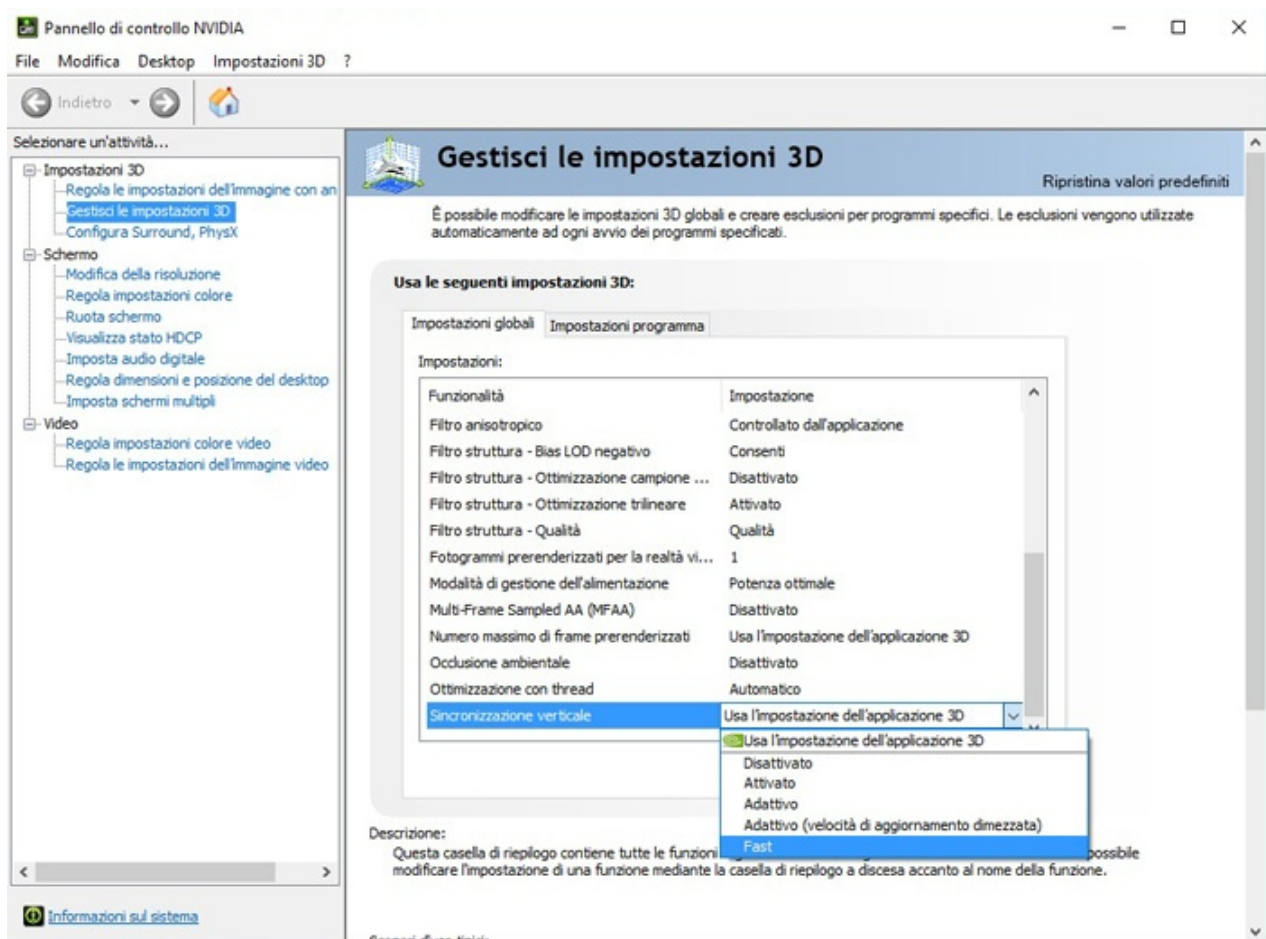 Pannello di controllo NVIDIA
File Modifica Desktop Impostazioni 3D ?
Indietro
Selezionare un'attività...
Impostazioni 3D
Regola le impostazioni dell'immagine con an
Gestisci le impostazioni 3D
Configura Surround, PhysX
Schermo
Modifica della risoluzione
Regola impostazioni colore
Ruota schermo
Visualizza stato HDCP
Imposta audio digitale
Regola dimensioni e posizione del desktop
Imposta schermi multipli
Video
Regola impostazioni colore video
Regola le impostazioni dell'immagine video
Informazioni sul sistema
Gestisci le impostazioni 3D
Ripristina valori predefiniti
È possibile modificare le impostazioni 3D globali e creare esclusioni per programmi specifici. Le esclusioni vengono utilizzate
automaticamente ad ogni avvio dei programmi specificati.
Usa le seguenti impostazioni 3D:
Impostazioni globali Impostazioni programma
Impostazioni:
Funzionalità Impostazione
Filtro anisotropico Controllato dall'applicazione
Filtro struttura - Bias LOD negativo Consenti
Filtro struttura - Ottimizzazione campione ... Disattivato
Filtro struttura - Ottimizzazione trilineare Attivato
Filtro struttura - Qualità Qualità
Fotogrammi prerenderizzati per la realtà vi... 1
Modalità di gestione dell'alimentazione Potenza ottimale
Multi-Frame Sampled AA (MFAA) Disattivato
Numero massimo di frame prerenderizzati Usa l'impostazione dell'applicazione 3D
Occlusione ambientale Disattivato
Ottimizzazione con thread Automatico
Sincronizzazione verticale Usa l'impostazione dell'applicazione 3D
Usa l'impostazione dell'applicazione 3D
Disattivato
Attivato
Adattivo
Adattivo (velocità di aggiornamento dimezzata)
Fast
Descrizione:
Questa casella di riepilogo contiene tutte le funzioni possibile
modificare l'impostazione di una funzione mediante la casella di riepilogo a discesa accanto al nome della funzione.